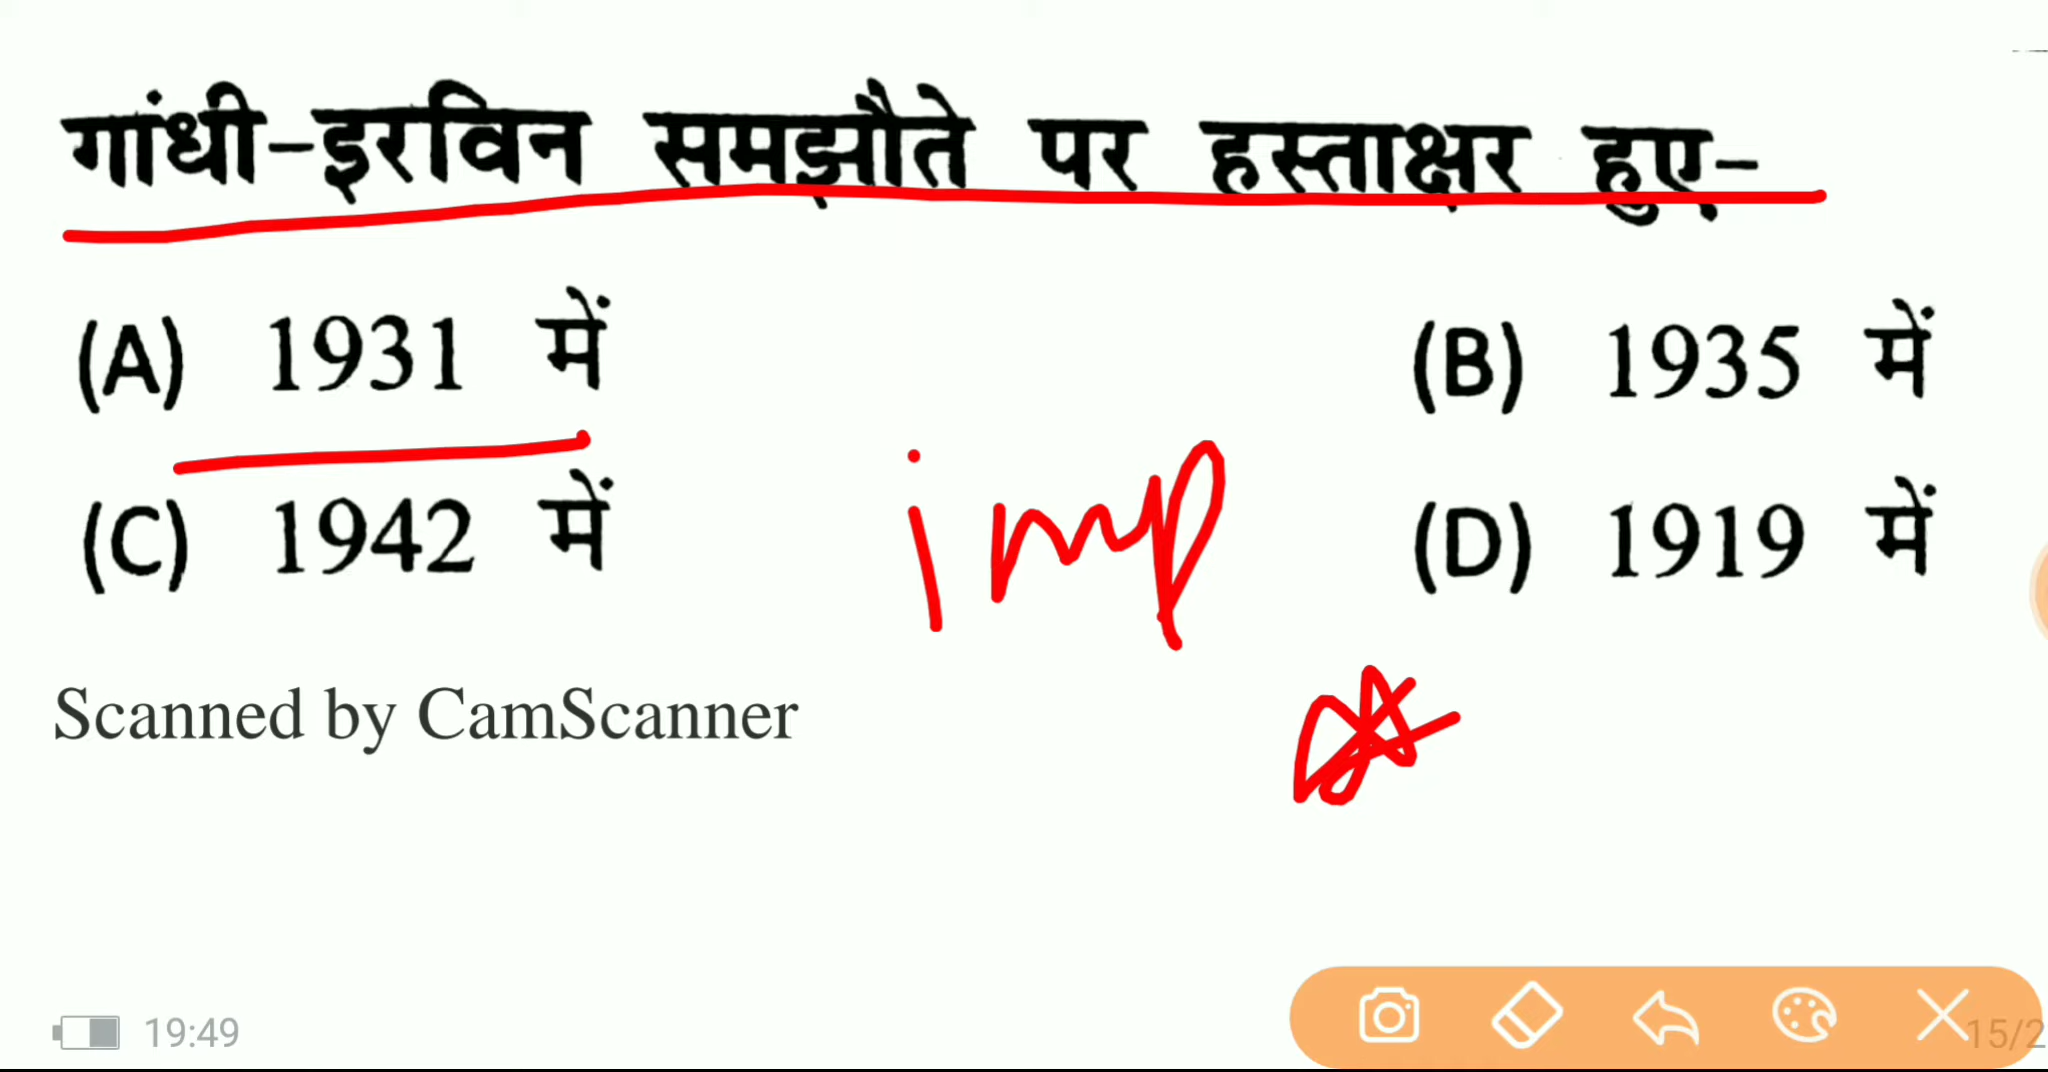 गांधी-इरविन समझौते पर हस्ताक्षर हुए-
(A) 1931 में (B) 1935 में
imp
(C) 1942 में (D) 1919 में
Scanned by CamScanner
19:49 15/2